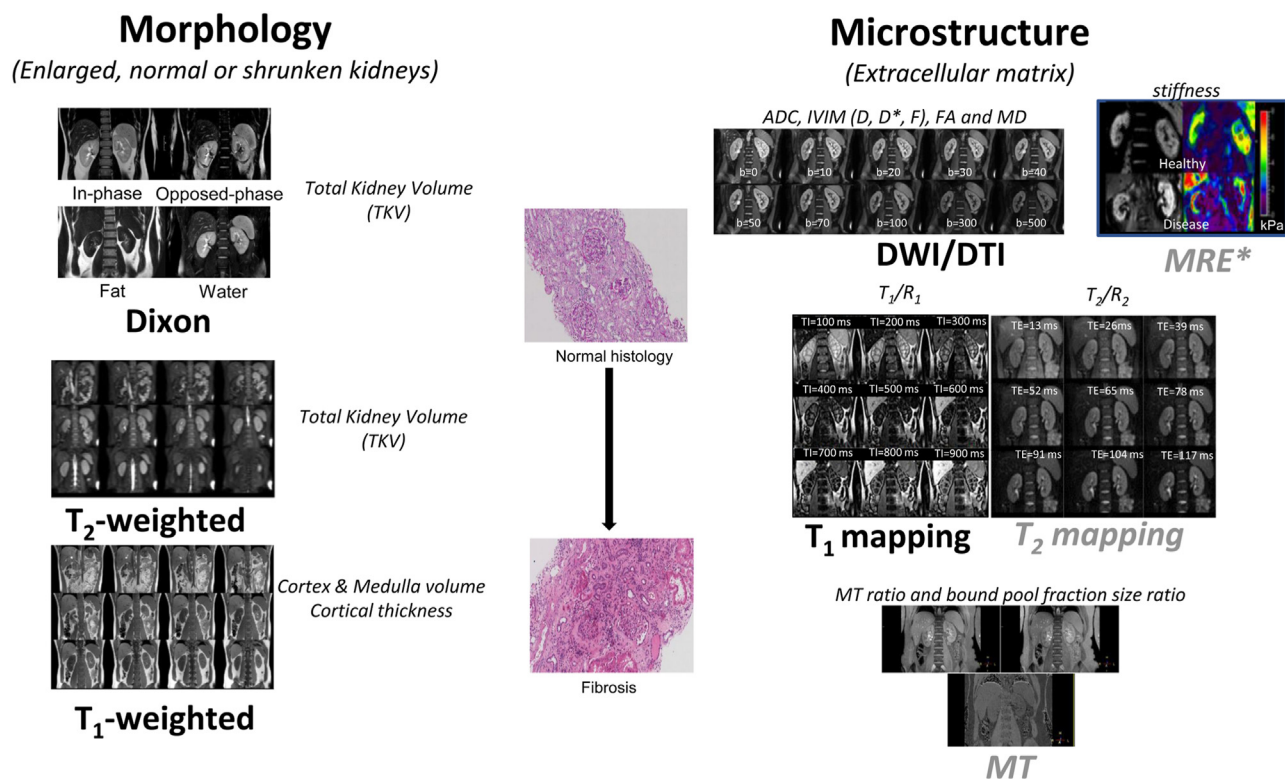 Morphology
(Enlarged, normal or shrunken kidneys)
In-phase
Opposed-phase
Fat
Water
Dixon
Total Kidney Volume
(TKV)
T2-weighted
Total Kidney Volume
(TKV)
T1-weighted
Cortex & Medulla volume
Cortical thickness
Normal histology
Fibrosis
Microstructure
(Extracellular matrix)
ADC, IVIM (D, D*, F), FA and MD
b=0
b=10
b=20
b=30
b=40
b=50
b=70
b=100
b=300
b=500
DWI/DTI
stiffness
Healthy
Disease
kPa
MRE*
T1/R1
TI=100 ms
TI=200 ms
TI=300 ms
TI=400 ms
TI=500 ms
TI=600 ms
TI=700 ms
TI=800 ms
TI=900 ms
T1 mapping
T2/R2
TE=13 ms
TE=26ms
TE=39 ms
TE=52 ms
TE=65 ms
TE=78 ms
TE=91 ms
TE=104 ms
TE=117 ms
T2 mapping
MT ratio and bound pool fraction size ratio
MT